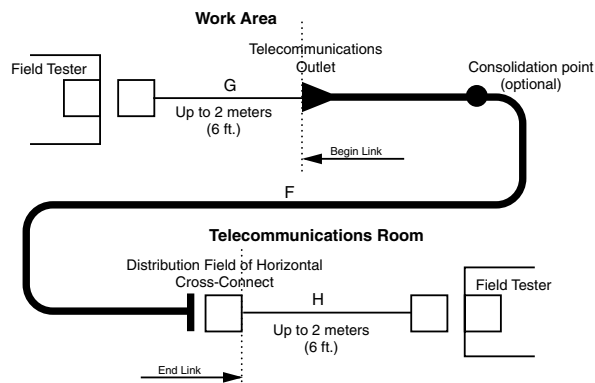 Work Area
Telecommunications
Outlet
Field Tester
Consolidation point
(optional)
G
Up to 2 meters
(6 ft.)
Begin Link
F
Telecommunications Room
Distribution Field of Horizontal
Cross-Connect
Field Tester
H
Up to 2 meters
(6 ft.)
End Link